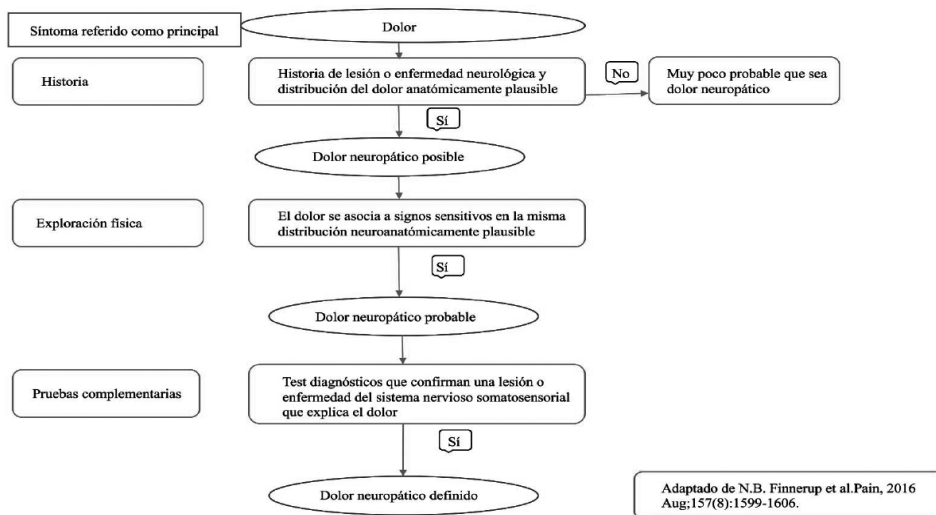 Síntoma referido como principal
Dolor
Historia
Historia de lesión o enfermedad neurológica y
distribución del dolor anatómicamente plausible
No
Muy poco probable que sea
dolor neuropático
Sí
Dolor neuropático posible
Exploración física
El dolor se asocia a signos sensitivos en la misma
distribución neuroanatómicamente plausible
Sí
Dolor neuropático probable
Pruebas complementarias
Test diagnósticos que confirman una lesión o
enfermedad del sistema nervioso somatosensorial
que explica el dolor
Sí
Dolor neuropático definido
Adaptado de N.B. Finnerup et al.Pain, 2016
Aug;157(8):1599-1606.